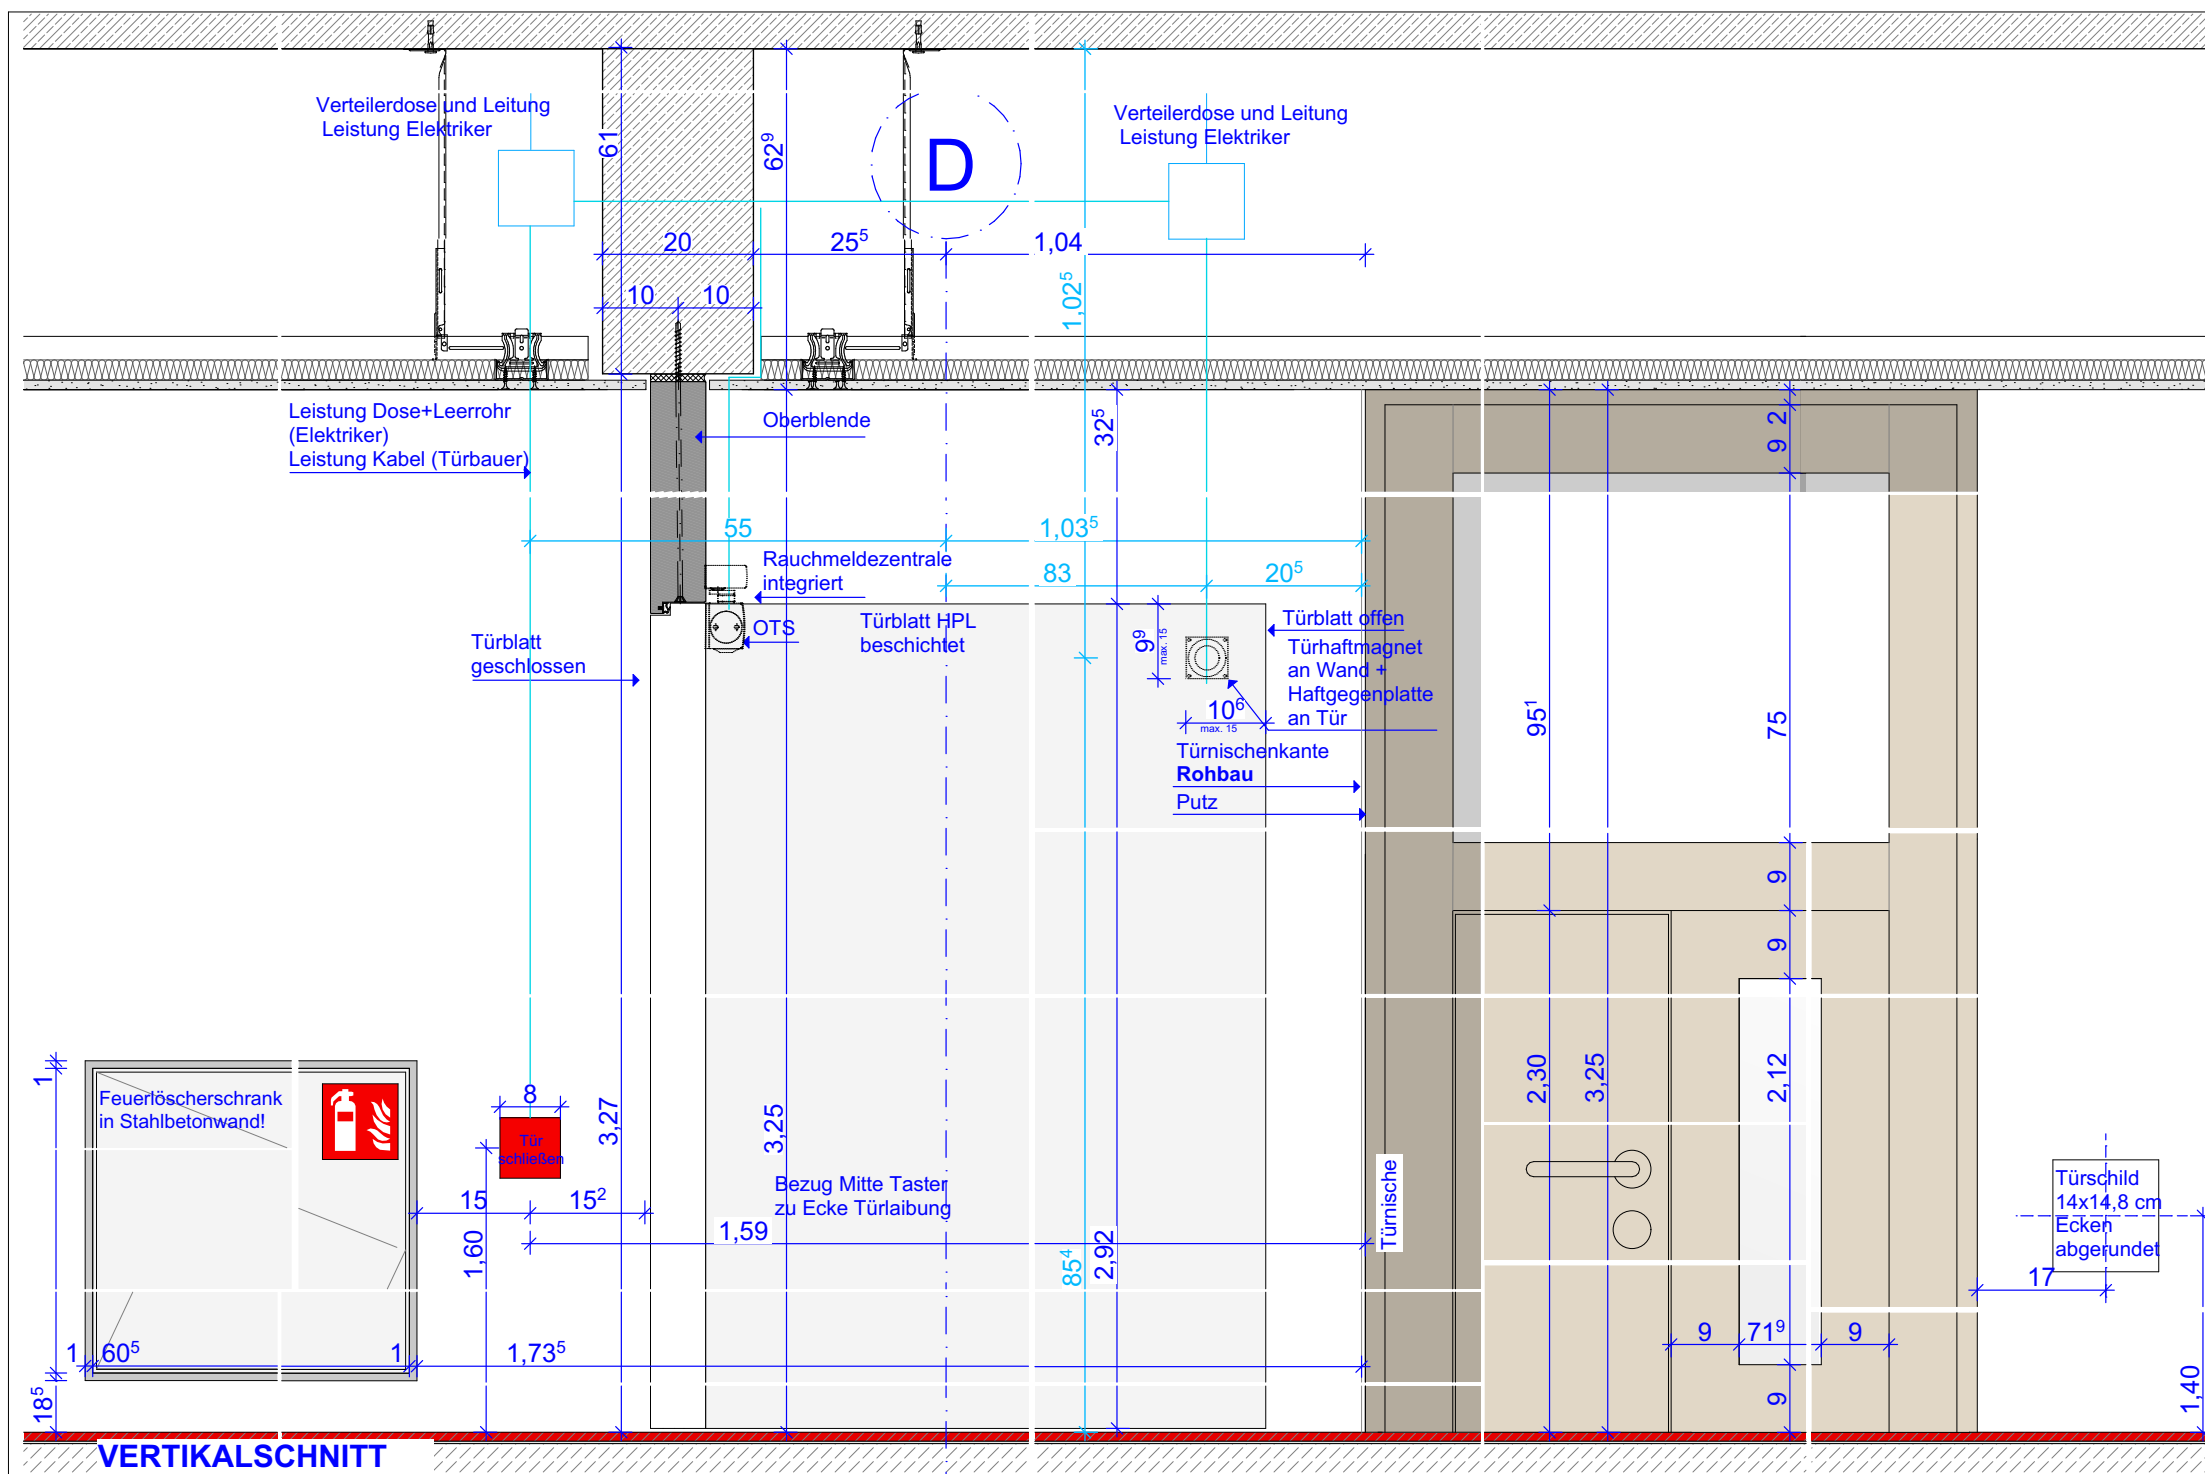 Verteilerdose und Leitung
Leistung Elektriker
61
62⁹
D
Verteilerdose und Leitung
Leistung Elektriker
20
25⁵
1,04
10
10
1,02⁵
Leistung Dose+Leerrohr
(Elektriker)
Leistung Kabel (Türbauer)
Oberblende
32⁵
2
9
55
1,03⁵
Rauchmeldezentrale
integriert
83
20⁵
OTS
Türblatt HPL
beschichtet
9⁹
max. 15
Türblatt offen
Türhaftmagnet
an Wand +
Haftgegenplatte
an Tür
Türblatt
geschlossen
10⁶
max. 15
95¹
75
Türnischenkante
Rohbau
Putz
9
9
1
Feuerlöscherschrank
in Stahlbetonwand!
8
Tür
schließen
3,27
3,25
2,30
3,25
2,12
15
15²
Bezug Mitte Taster
zu Ecke Türlaibung
1,59
1,60
85⁴
2,92
Türnische
Türschild
14x14,8 cm
Ecken
abgerundet
17
1
60⁵
1
1,73⁵
9
71⁹
9
18⁵
9
1,40
VERTIKALSCHNITT